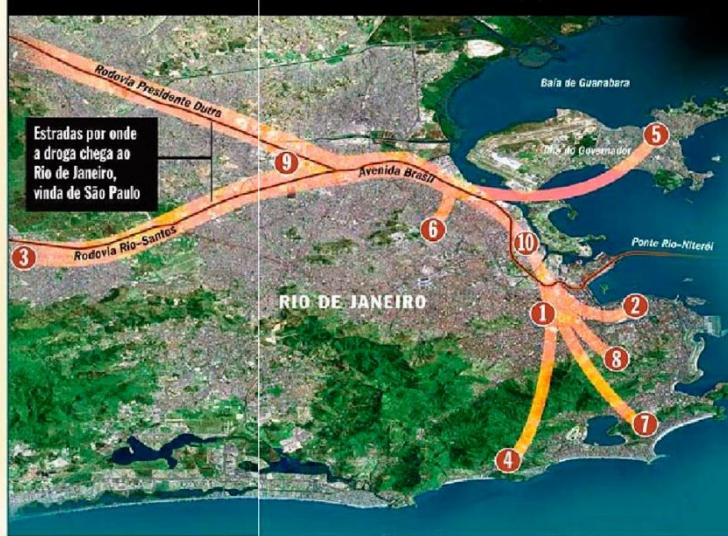 Rodovia Presidente Dutra
Baía de Guanabara
Estradas por onde
a droga chega ao
Rio de Janeiro,
vinda de São Paulo
5
Ilha do Governador
9
Avenida Brasil
6
10
Ponte Rio-Niterói
3
Rodovia Rio-Santos
RIO DE JANEIRO
1
2
8
7
4